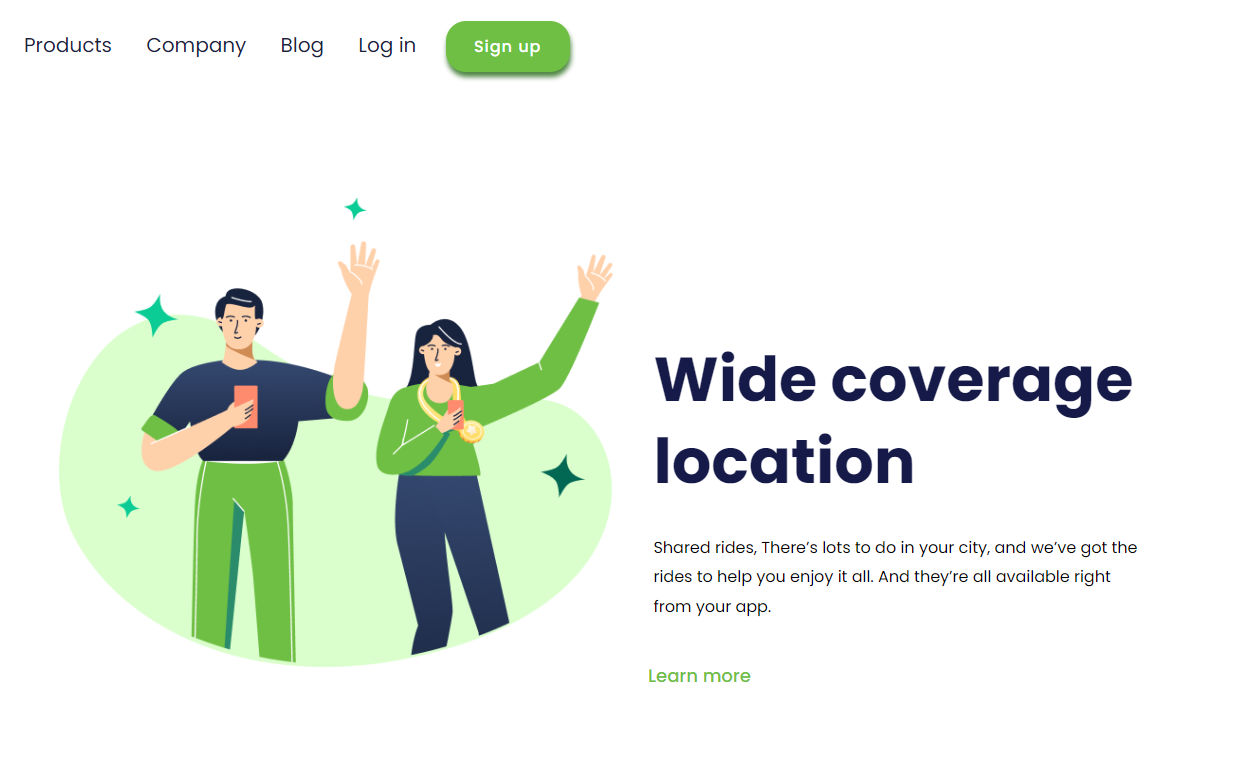 Products Company Blog Log in Sign up
Wide coverage
location
Shared rides, There’s lots to do in your city, and we’ve got the
rides to help you enjoy it all. And they’re all available right
from your app.
Learn more